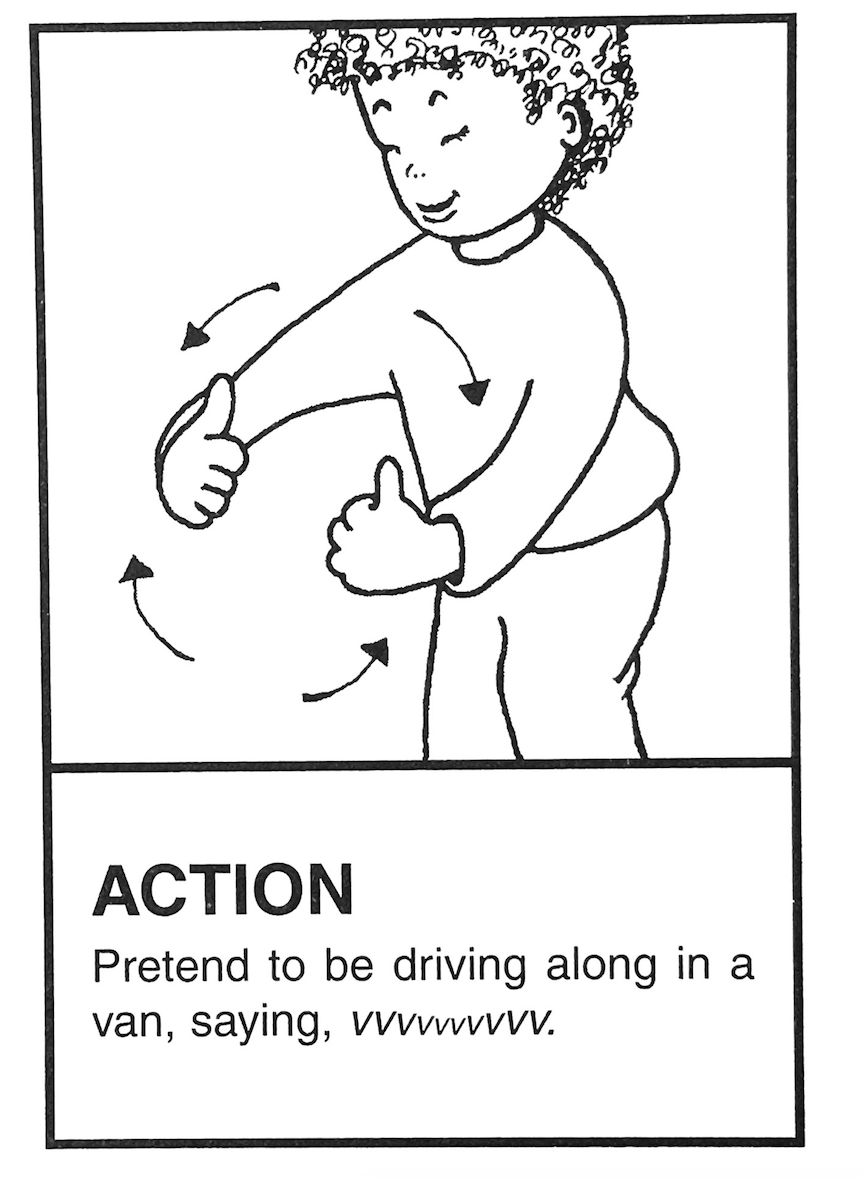 ACTION
Pretend to be driving along in a
van, saying, vvvvvvvvvv.